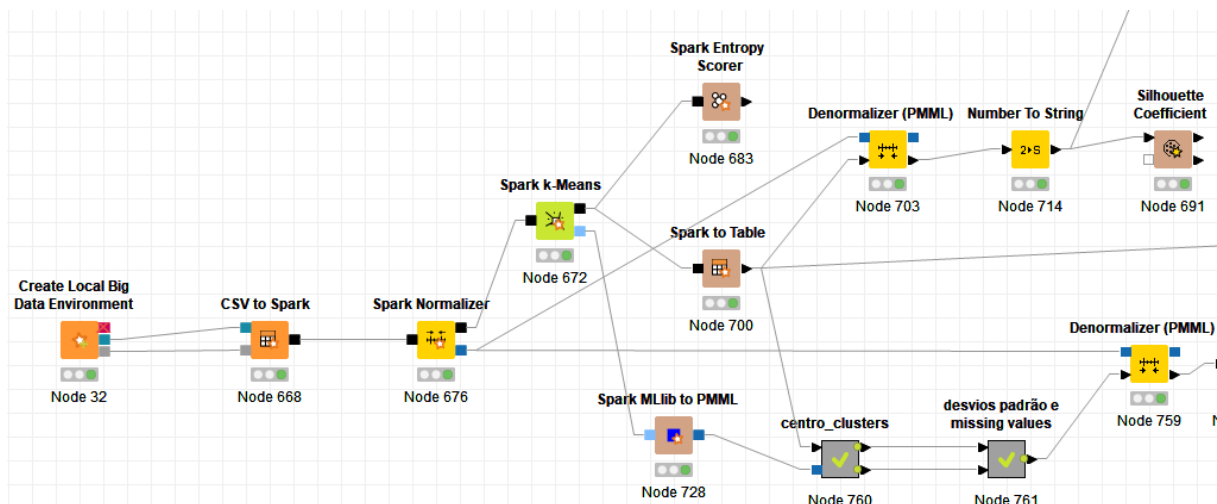 Spark Entropy
Scorer
Node 683
Denormalizer (PMML)
Node 703
Number To String
2▸S
Node 714
Silhouette
Coefficient
Node 691
Spark k-Means
Node 672
Spark to Table
Node 700
Create Local Big
Data Environment
Node 32
CSV to Spark
Node 668
Spark Normalizer
Node 676
Denormalizer (PMML)
Node 759
Spark MLlib to PMML
Node 728
centro_clusters
Node 760
desvios padrão e
missing values
Node 761